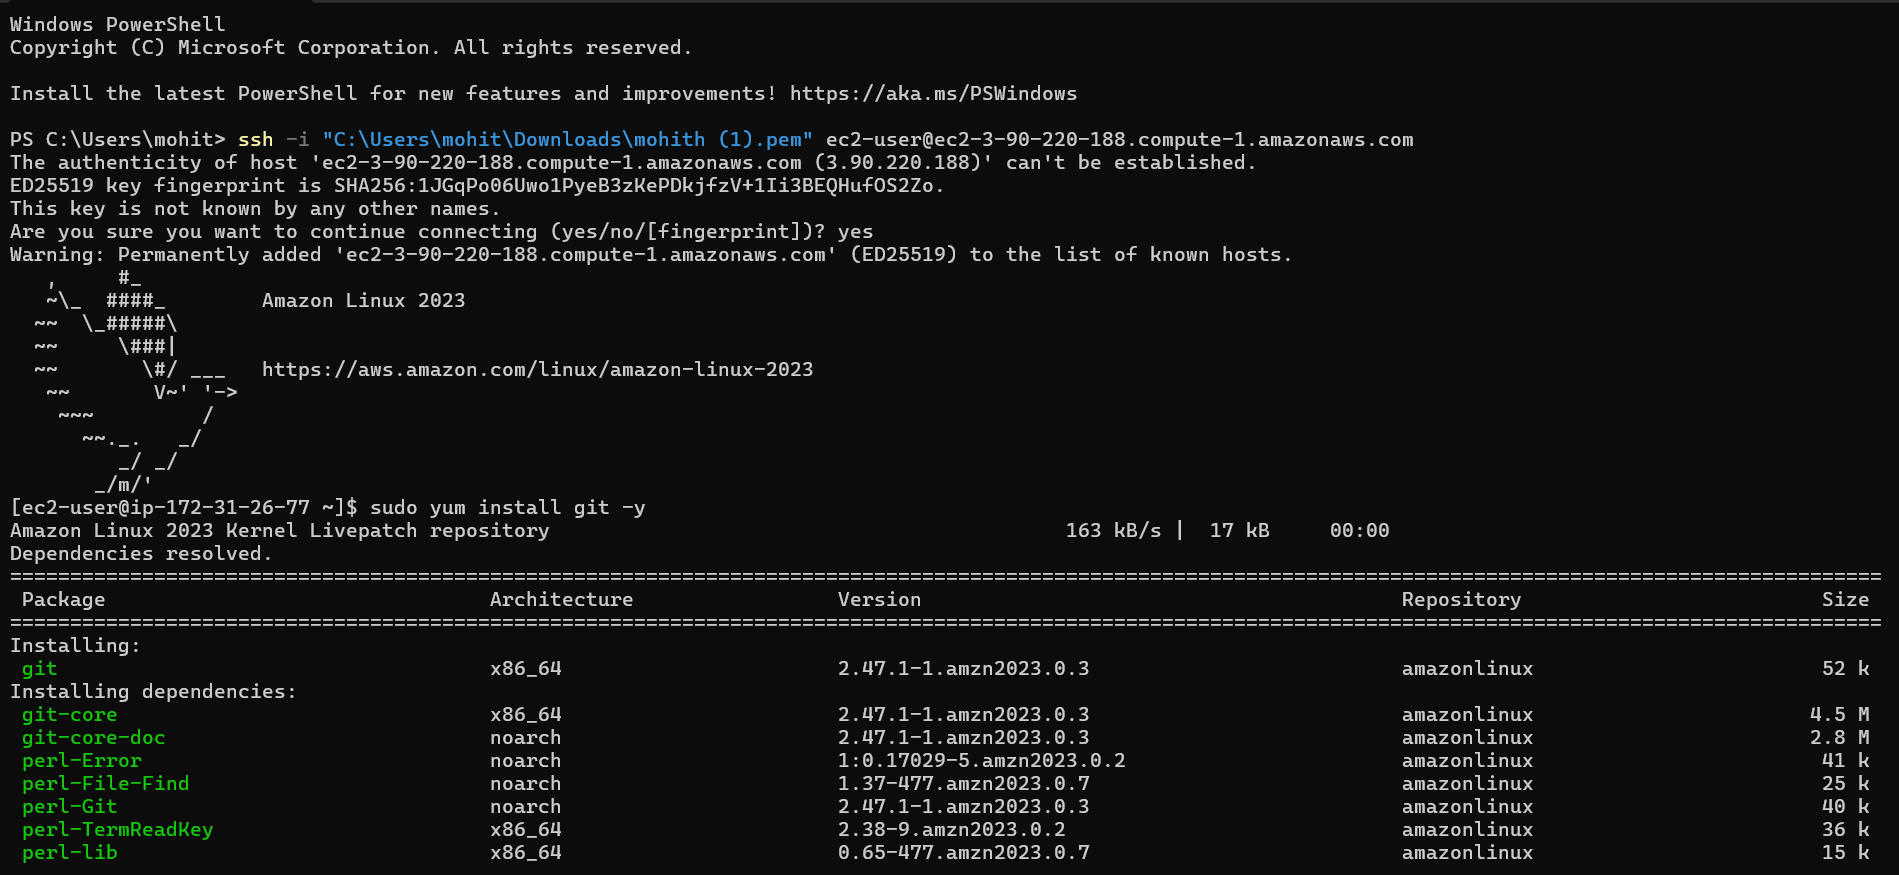 Windows PowerShell
Copyright (C) Microsoft Corporation. All rights reserved.
Install the latest PowerShell for new features and improvements! https://aka.ms/PSWindows
PS C:\Users\mohit> ssh -i "C:\Users\mohit\Downloads\mohith (1).pem" ec2-user@ec2-3-90-220-188.compute-1.amazonaws.com
The authenticity of host 'ec2-3-90-220-188.compute-1.amazonaws.com (3.90.220.188)' can't be established.
ED25519 key fingerprint is SHA256:1JGqPo06Uwo1PyeB3zKePDkjfzV+1Ii3BEQHufOS2Zo.
This key is not known by any other names.
Are you sure you want to continue connecting (yes/no/[fingerprint])? yes
Warning: Permanently added 'ec2-3-90-220-188.compute-1.amazonaws.com' (ED25519) to the list of known hosts.
   ,     #_
   ~\_  ####_        Amazon Linux 2023
  ~~  \_#####\
  ~~     \###|
  ~~       \#/ ___   https://aws.amazon.com/linux/amazon-linux-2023
   ~~       V~' '->
    ~~~         /
      ~~._.   _/
         _/ _/
       _/m/'
[ec2-user@ip-172-31-26-77 ~]$ sudo yum install git -y
Amazon Linux 2023 Kernel Livepatch repository 163 kB/s | 17 kB 00:00
Dependencies resolved.
================================================================================
Package Architecture Version Repository Size
================================================================================
Installing:
git x86_64 2.47.1-1.amzn2023.0.3 amazonlinux 52 k
Installing dependencies:
git-core x86_64 2.47.1-1.amzn2023.0.3 amazonlinux 4.5 M
git-core-doc noarch 2.47.1-1.amzn2023.0.3 amazonlinux 2.8 M
perl-Error noarch 1:0.17029-5.amzn2023.0.2 amazonlinux 41 k
perl-File-Find noarch 1.37-477.amzn2023.0.7 amazonlinux 25 k
perl-Git noarch 2.47.1-1.amzn2023.0.3 amazonlinux 40 k
perl-TermReadKey x86_64 2.38-9.amzn2023.0.2 amazonlinux 36 k
perl-lib x86_64 0.65-477.amzn2023.0.7 amazonlinux 15 k